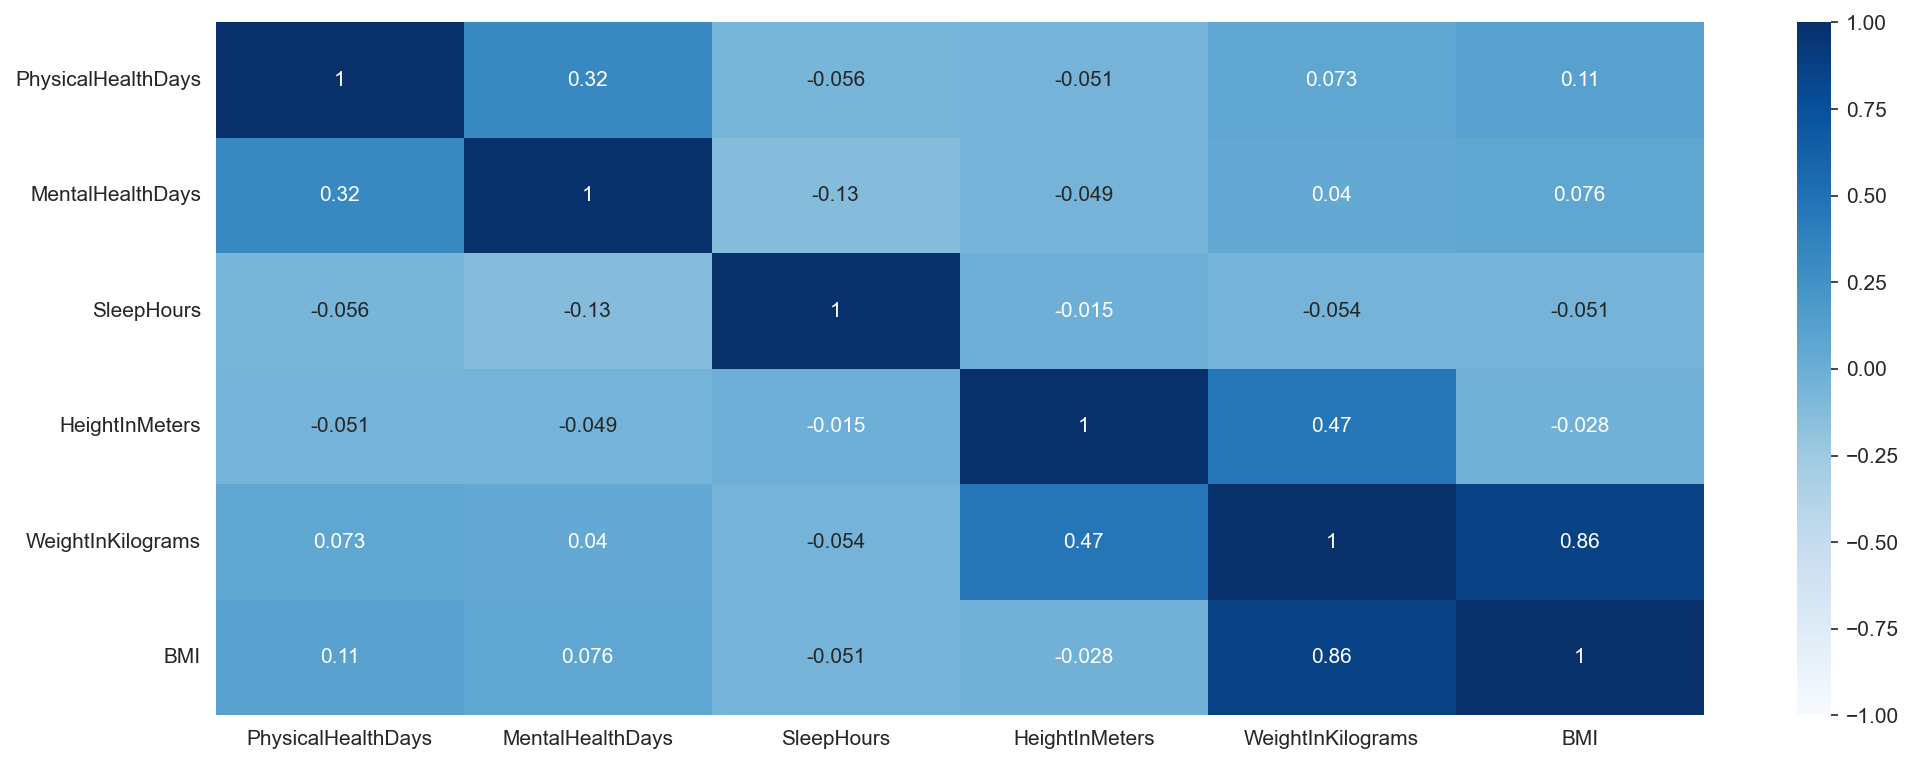 PhysicalHealthDays 1 0.32 -0.056 -0.051 0.073 0.11
MentalHealthDays 0.32 1 -0.13 -0.049 0.04 0.076
SleepHours -0.056 -0.13 1 -0.015 -0.054 -0.051
HeightInMeters -0.051 -0.049 -0.015 1 0.47 -0.028
WeightInKilograms 0.073 0.04 -0.054 0.47 1 0.86
BMI 0.11 0.076 -0.051 -0.028 0.86 1
PhysicalHealthDays MentalHealthDays SleepHours HeightInMeters WeightInKilograms BMI
1.00
0.75
0.50
0.25
0.00
−0.25
−0.50
−0.75
−1.00